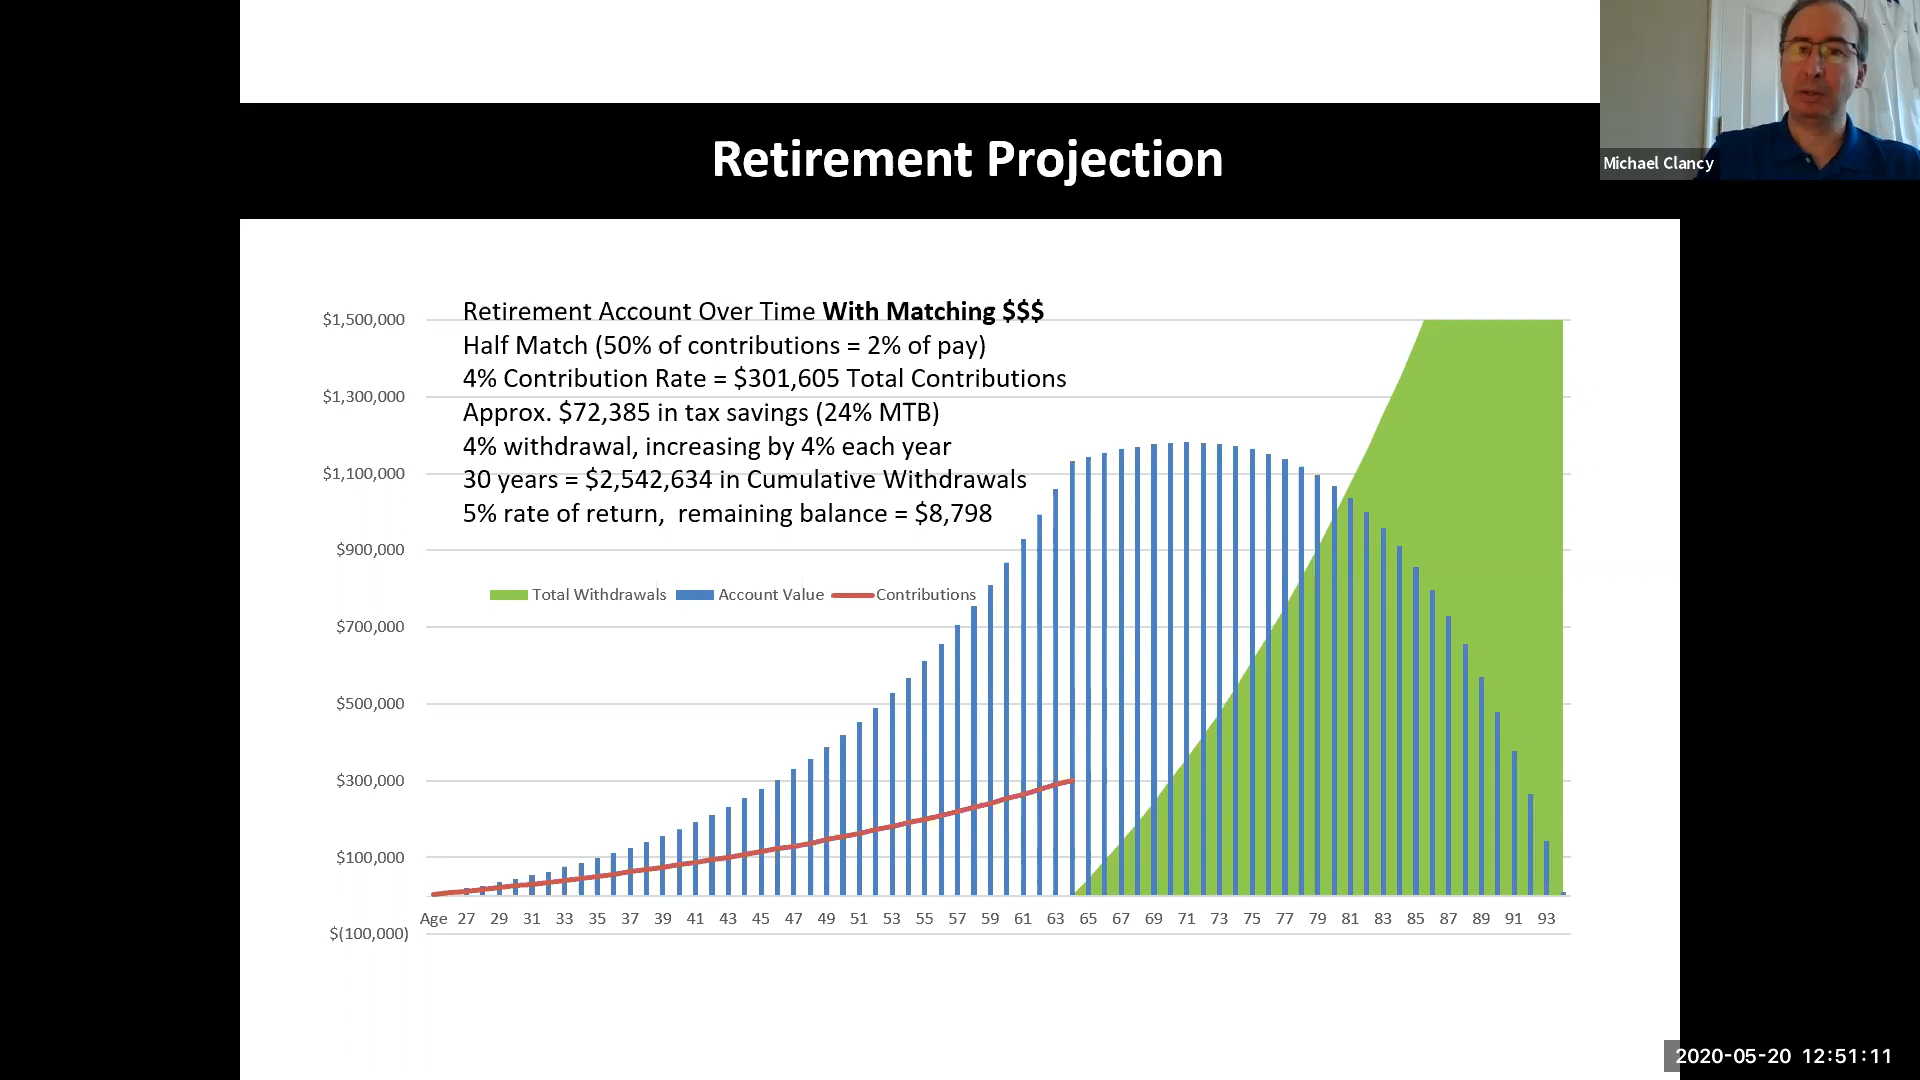 Michael Clancy
Retirement Projection
Retirement Account Over Time With Matching $$$
Half Match (50% of contributions = 2% of pay)
4% Contribution Rate = $301,605 Total Contributions
Approx. $72,385 in tax savings (24% MTB)
4% withdrawal, increasing by 4% each year
30 years = $2,542,634 in Cumulative Withdrawals
5% rate of return,  remaining balance = $8,798
$1,500,000
$1,300,000
$1,100,000
$900,000
$700,000
$500,000
$300,000
$100,000
$(100,000)
Total Withdrawals Account Value Contributions
Age 27 29 31 33 35 37 39 41 43 45 47 49 51 53 55 57 59 61 63 65 67 69 71 73 75 77 79 81 83 85 87 89 91 93
2020-05-20 12:51:11